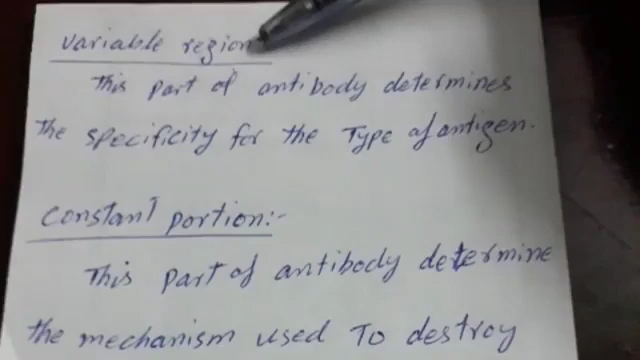 Variable region
This part of antibody determines
the specificity for the Type of antigen.
Constant portion:-
This part of antibody determine
the mechanism used To destroy